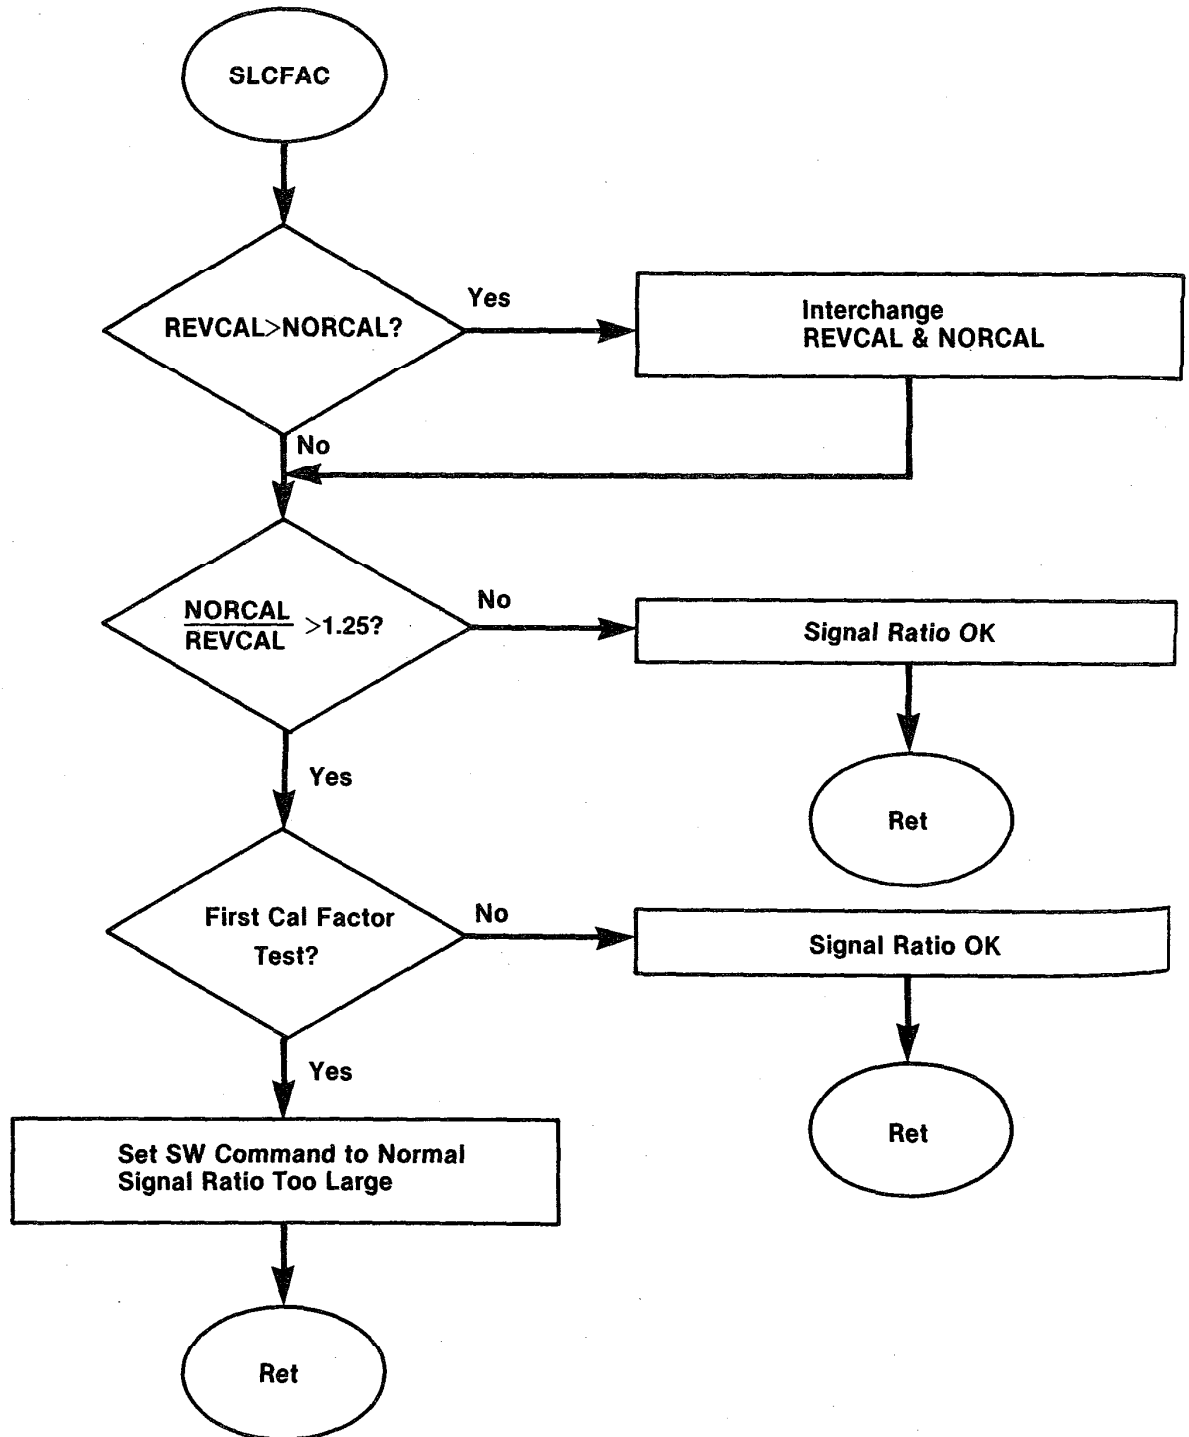 SLCFAC
REVCAL>NORCAL?
Yes
Interchange
REVCAL & NORCAL
No
NORCAL
REVCAL
>1.25?
No
Signal Ratio OK
Yes
Ret
First Cal Factor
Test?
No
Signal Ratio OK
Yes
Ret
Set SW Command to Normal
Signal Ratio Too Large
Ret